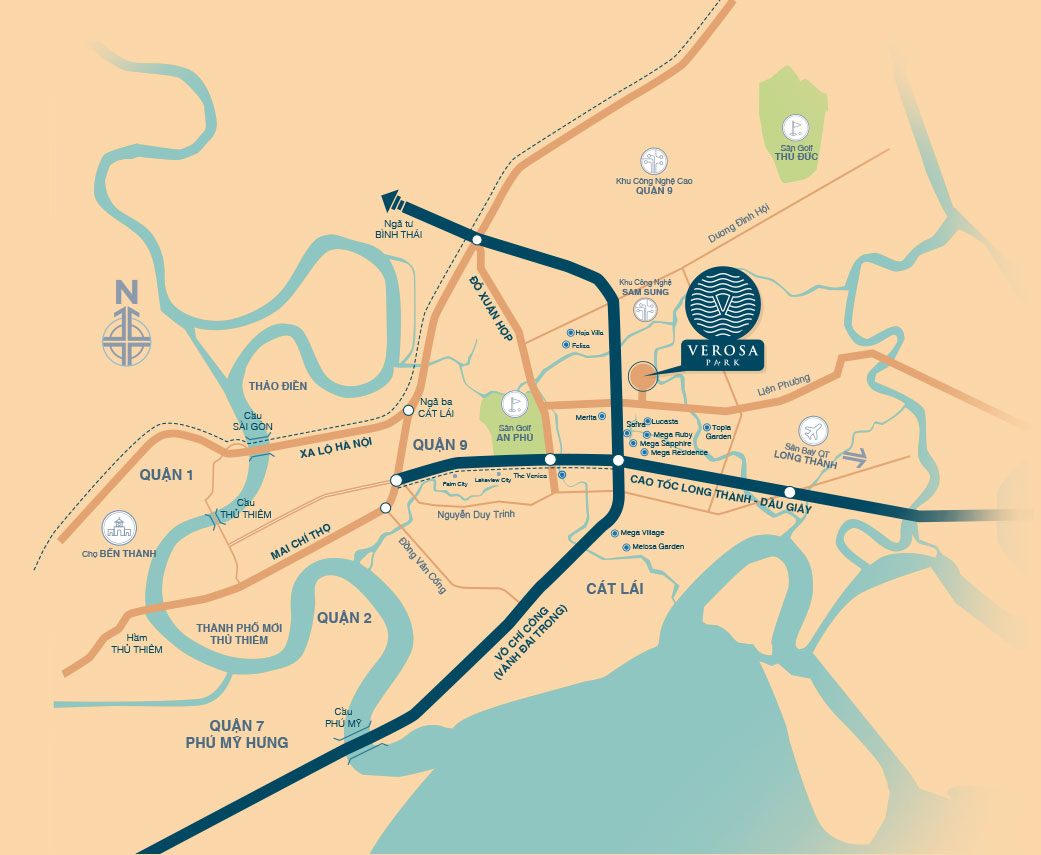 Sân Golf
THỦ ĐỨC
Khu Công Nghệ Cao
QUẬN 9
Dương Đình Hội
Ngã tư
BÌNH THÁI
Khu Công Nghệ
SAM SUNG
N
ĐỖ XUÂN HỢP
Hoja Villa
Felisa
VEROSA
PARK
THẢO ĐIỀN
Liên Phường
Ngã ba
CÁT LÁI
Cầu
SÀI GÒN
Sân Golf
AN PHÚ
Merita
Safira
Lucasta
Mega Ruby
Mega Sapphire
Mega Residence
Topia
Garden
XA LỘ HÀ NỘI
QUẬN 9
Sân Bay QT
LONG THÀNH
QUẬN 1
Palm City
Lakeview City
The Venica
CAO TỐC LONG THÀNH - DẦU GIÂY
Cầu
THỦ THIÊM
Nguyễn Duy Trinh
MAI CHÍ THỌ
Chợ BẾN THÀNH
Mega Village
Melosa Garden
Đồng Văn Cống
CÁT LÁI
QUẬN 2
THÀNH PHỐ MỚI
THỦ THIÊM
Hầm
THỦ THIÊM
VÕ CHÍ CÔNG
(VÀNH ĐAI TRONG)
Cầu
PHÚ MỸ
QUẬN 7
PHÚ MỸ HƯNG